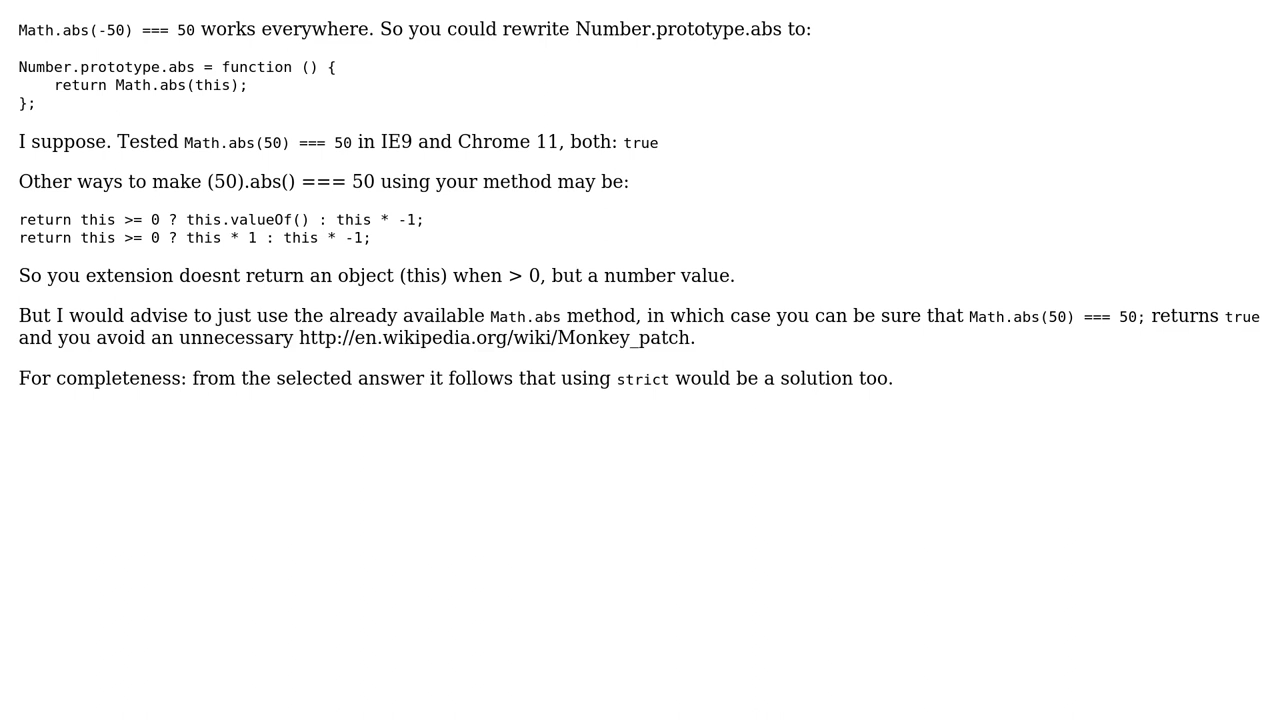 Math.abs(-50) === 50 works everywhere. So you could rewrite Number.prototype.abs to:
Number.prototype.abs = function () {
    return Math.abs(this);
};
I suppose. Tested Math.abs(50) === 50 in IE9 and Chrome 11, both: true
Other ways to make (50).abs() === 50 using your method may be:
return this >= 0 ? this.valueOf() : this * -1;
return this >= 0 ? this * 1 : this * -1;
So you extension doesnt return an object (this) when > 0, but a number value.
But I would advise to just use the already available Math.abs method, in which case you can be sure that Math.abs(50) === 50; returns true
and you avoid an unnecessary http://en.wikipedia.org/wiki/Monkey_patch.
For completeness: from the selected answer it follows that using strict would be a solution too.